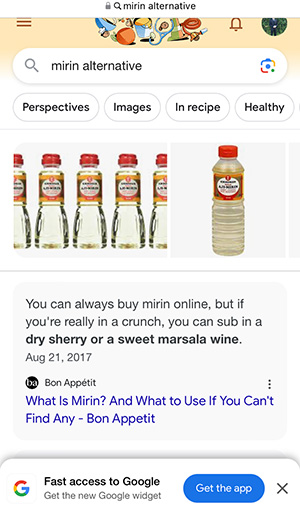 mirin alternative
mirin alternative
Perspectives
Images
In recipe
Healthy
You can always buy mirin online, but if
you're really in a crunch, you can sub in a
dry sherry or a sweet marsala wine.
Aug 21, 2017
ba
Bon Appétit
What Is Mirin? And What to Use If You Can't
Find Any - Bon Appetit
G
Fast access to Google
Get the new Google widget
Get the app